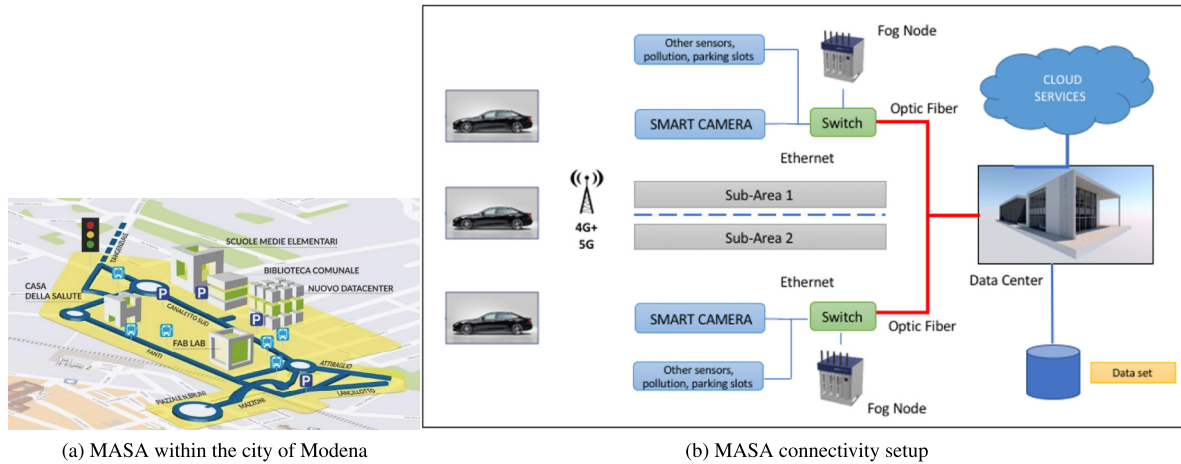 TANGENZIALE
SCUOLE MEDIE ELEMENTARI
BIBLIOTECA COMUNALE
NUOVO DATACENTER
CASA
DELLA SALUTE
P
P
CANALETTO SUD
P
FAB LAB
FANTI
ATTIRAGLIO
P
PIAZZALE N.BRUNI
MAZZONI
LANCILLOTTO
(a) MASA within the city of Modena
Other sensors,
pollution, parking slots
Fog Node
CLOUD
SERVICES
SMART CAMERA
Switch
Optic Fiber
Ethernet
Sub-Area 1
4G+
5G
Sub-Area 2
Ethernet
Data Center
SMART CAMERA
Switch
Optic Fiber
Other sensors,
pollution, parking slots
Fog Node
Data set
(b) MASA connectivity setup